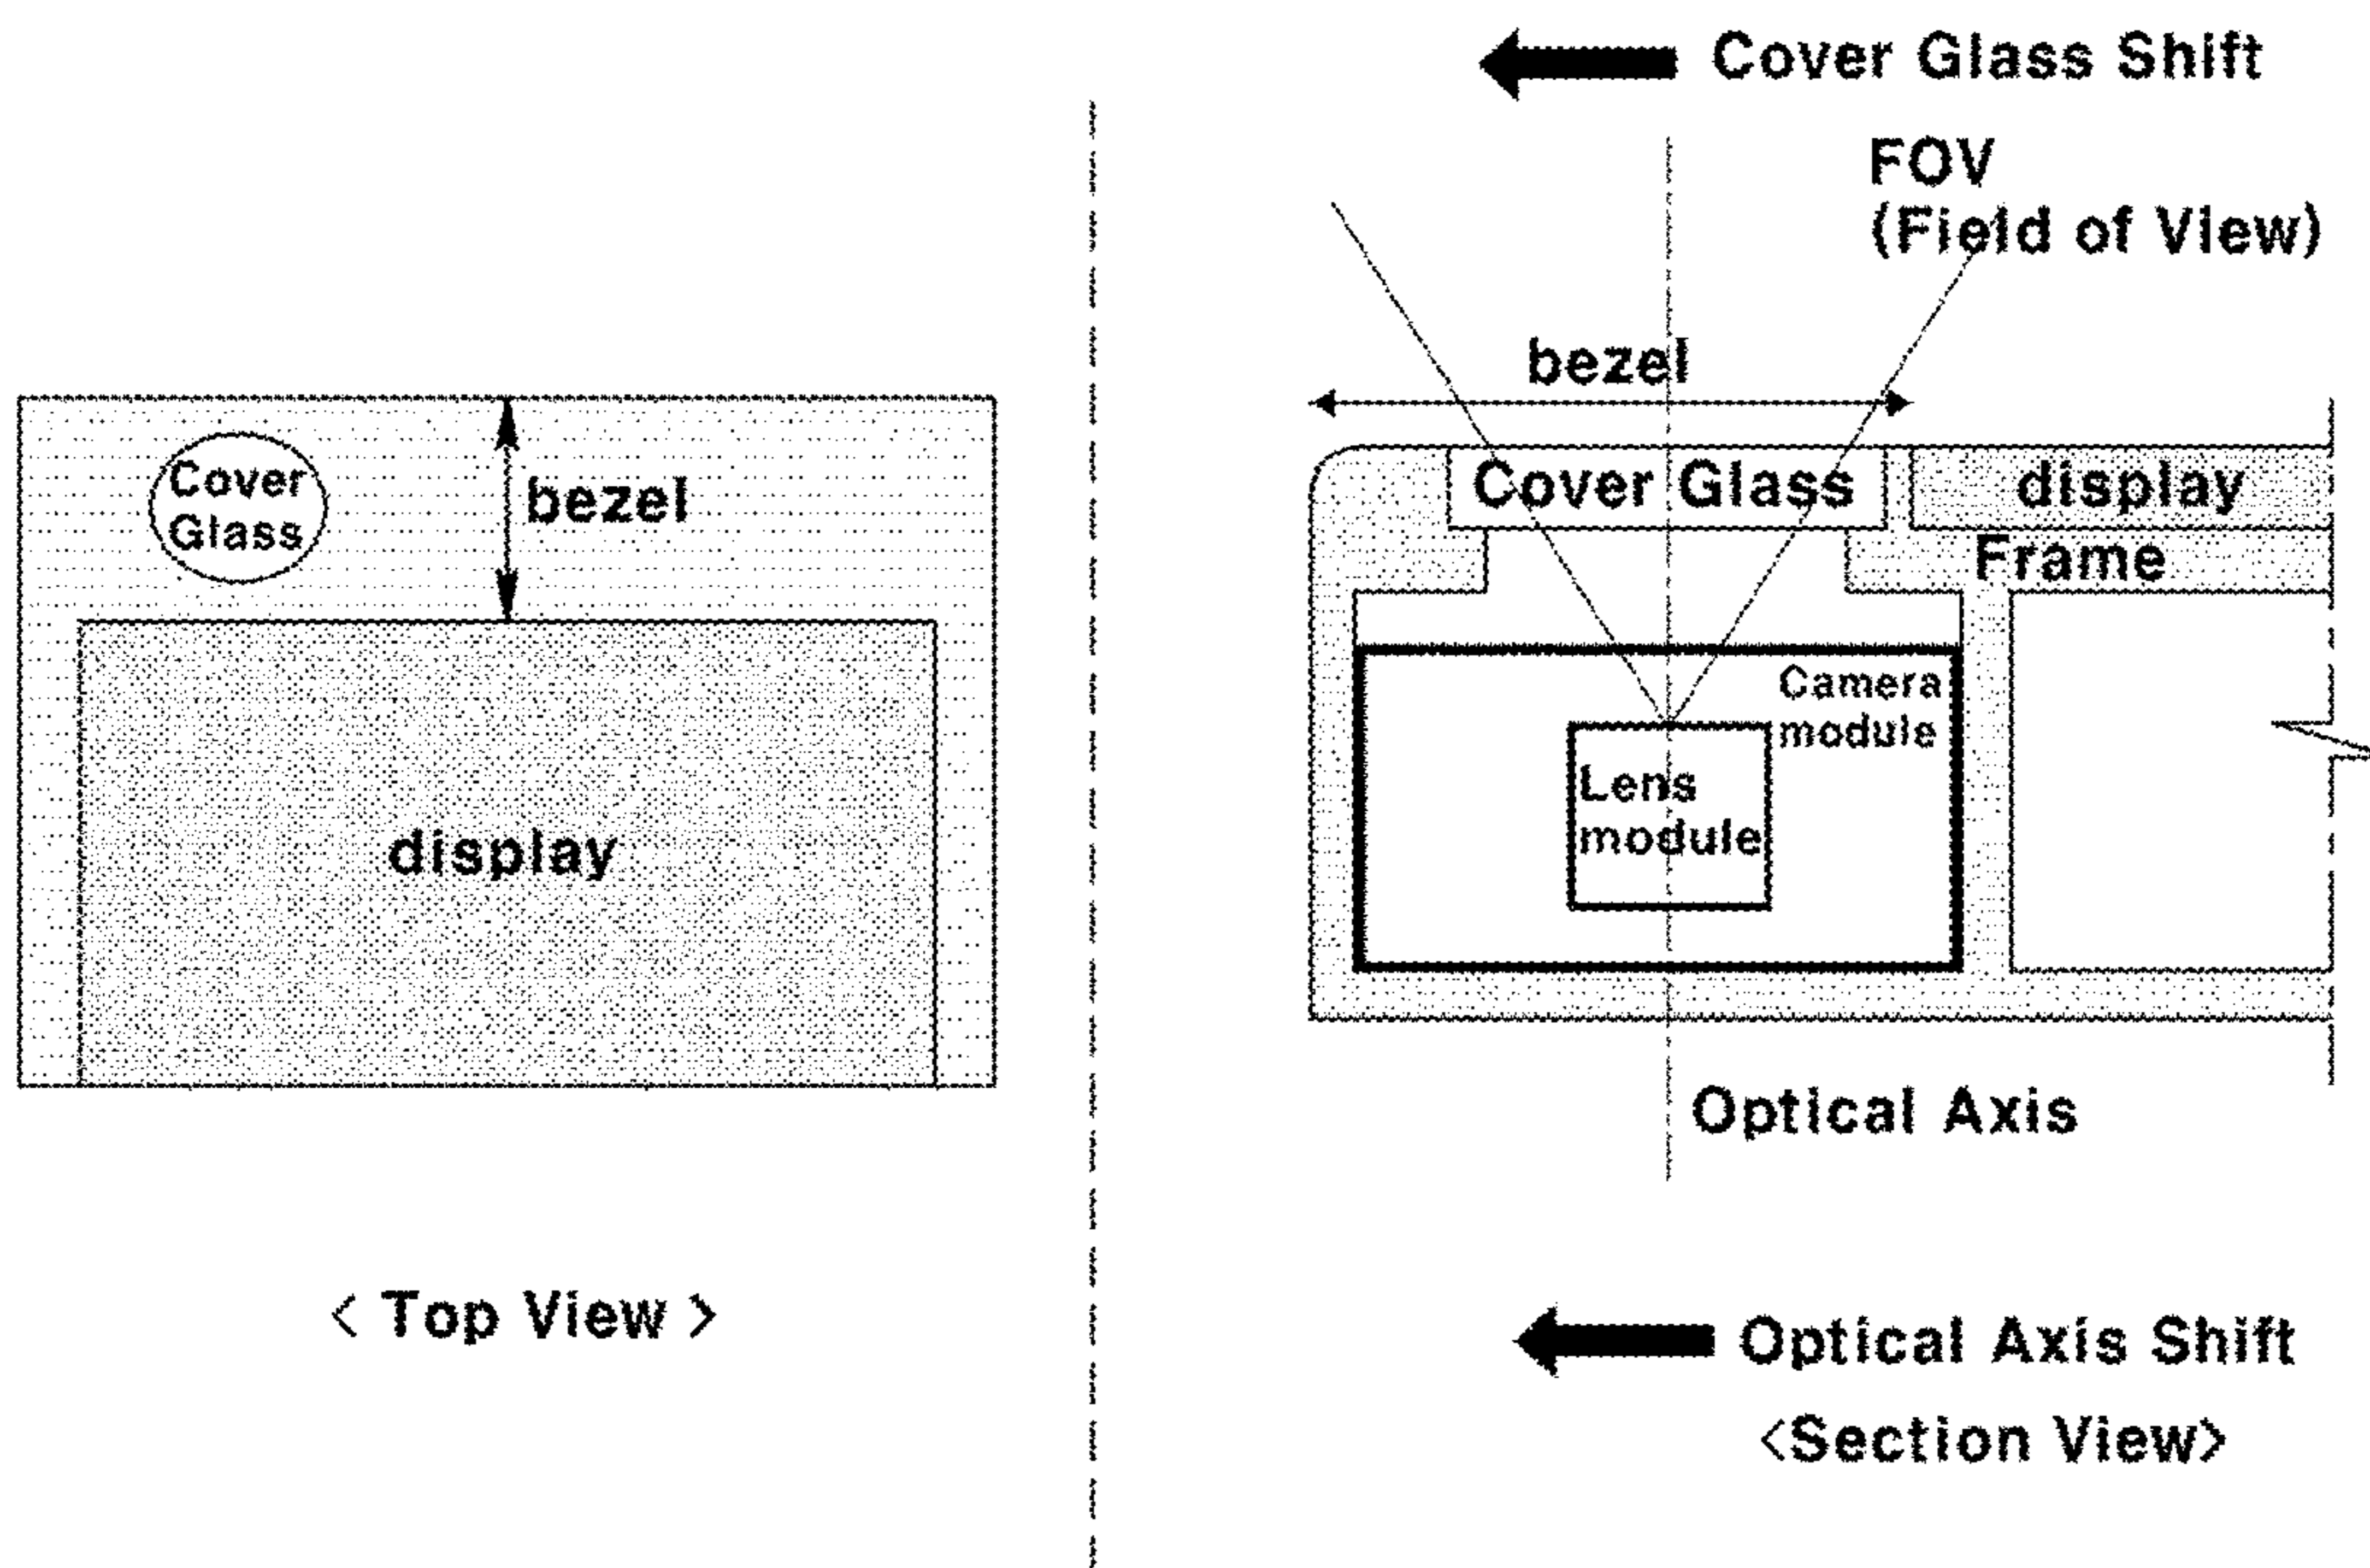 Cover
Glass
bezel
display
< Top View >
Cover Glass Shift
FOV
(Field of View)
bezel
Cover Glass
display
Frame
Camera
module
Lens
module
Optical Axis
Optical Axis Shift
<Section View>